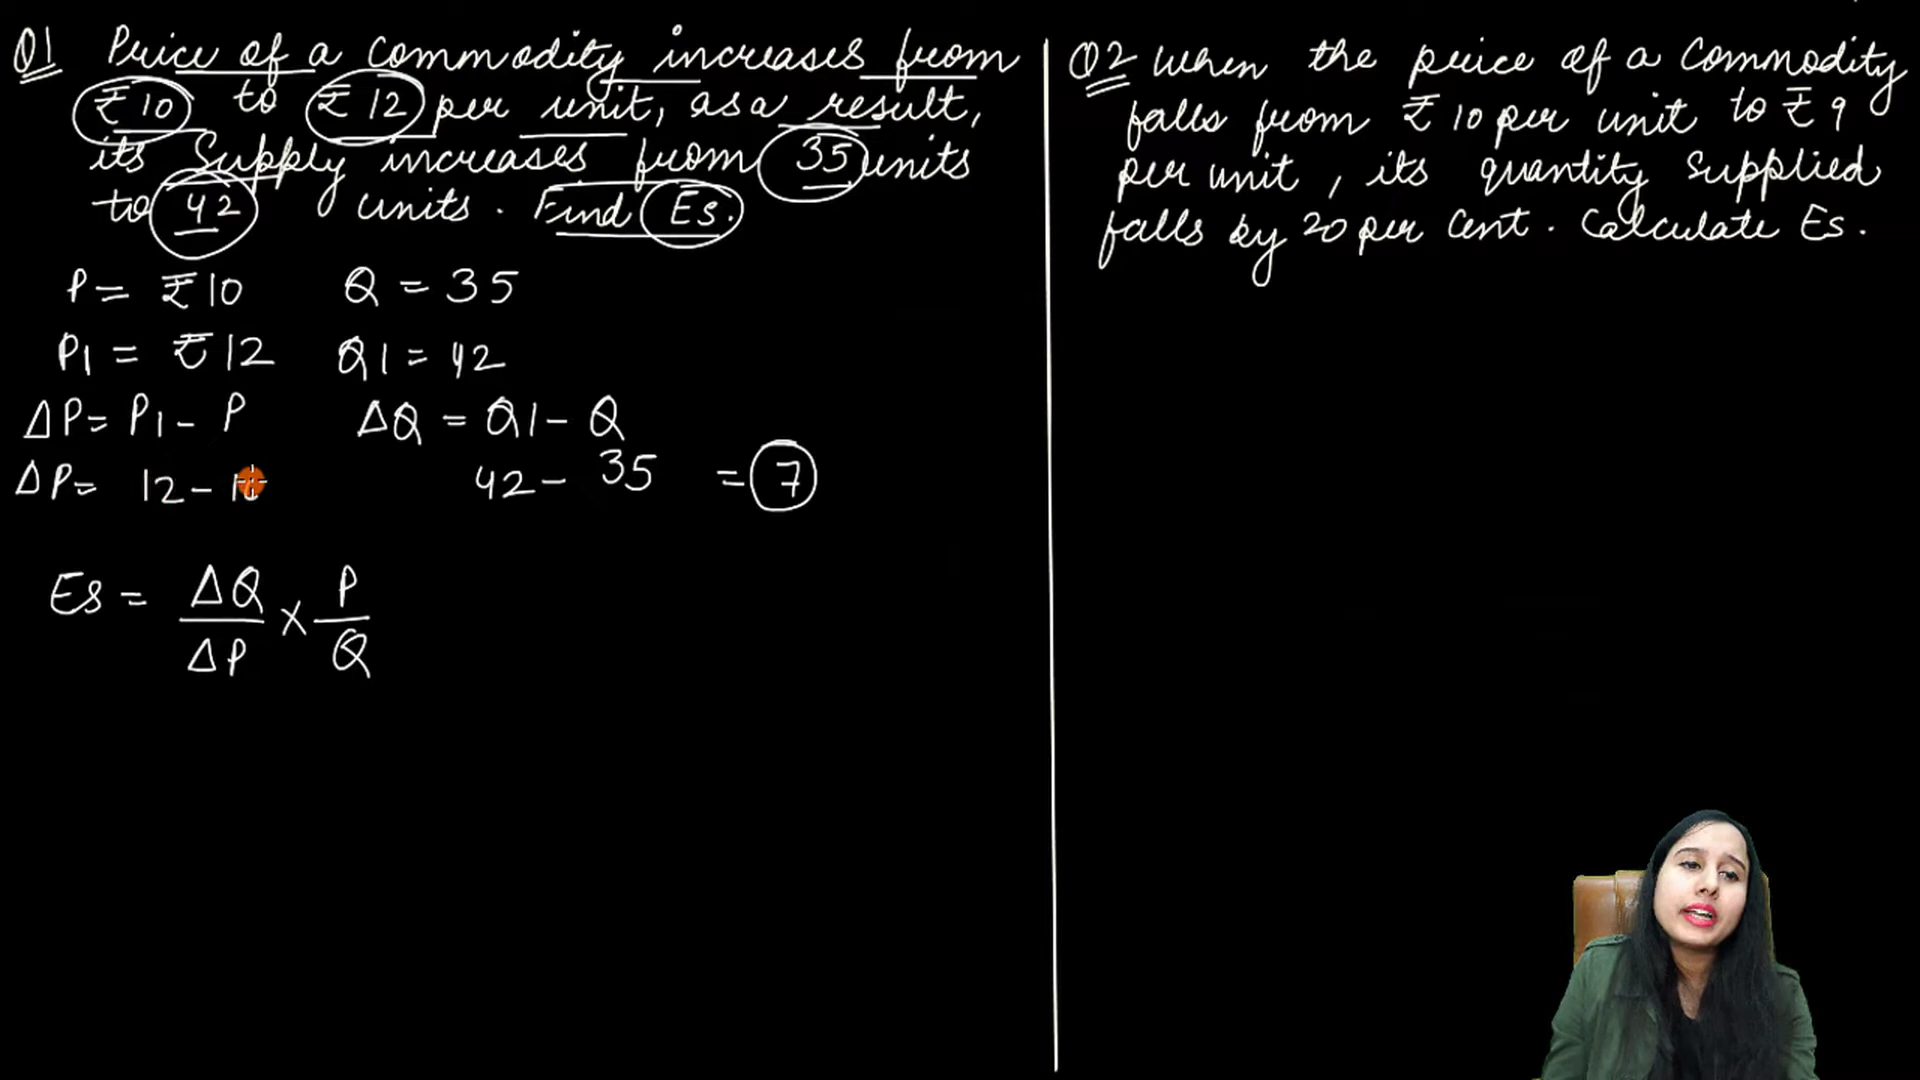 Q1 Price of a commodity increases from
₹10 to ₹12 per unit, as a result,
its supply increases from 35 units
to 42 units. Find Es.
P = ₹10 Q = 35
P1 = ₹12 Q1 = 42
ΔP = P1 - P ΔQ = Q1 - Q
ΔP = 12 - 10 42 - 35 = 7
Es = ΔQ/ΔP × P/Q
Q2 When the price of a commodity
falls from ₹10 per unit to ₹9
per unit, its quantity supplied
falls by 20 per cent. Calculate Es.